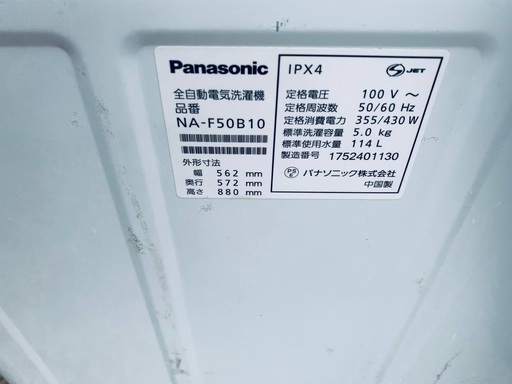 Panasonic
全自動電気洗濯機
品番
NA-F50B10
外形寸法
幅 562 mm
奥行 572 mm
高さ 880 mm
IPX4
S JET
定格電圧 100 V ～
定格周波数 50/60 Hz
定格消費電力 355/430 W
標準洗濯容量 5.0 kg
標準使用水量 114 L
製造番号 1752401130
PS E パナソニック株式会社
中国製